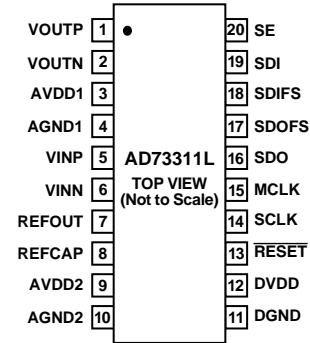 VOUTP 1 20 SE
VOUTN 2 19 SDI
AVDD1 3 18 SDIFS
AGND1 4 17 SDOFS
VINP 5 AD73311L 16 SDO
VINN 6 TOP VIEW 15 MCLK
(Not to Scale)
REFOUT 7 14 SCLK
REFCAP 8 13 RESET
AVDD2 9 12 DVDD
AGND2 10 11 DGND